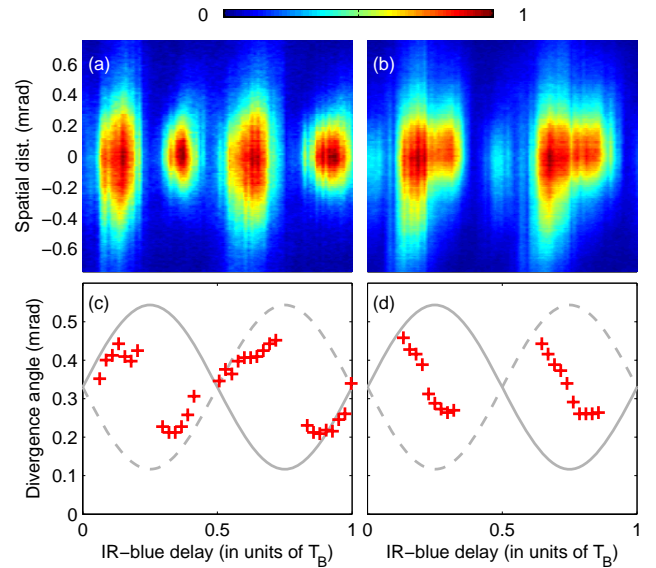 0 1
(a) (b)
Spatial dist. (mrad)
0.6
0.4
0.2
0
−0.2
−0.4
−0.6
(c) (d)
Divergence angle (mrad)
0.5
0.4
0.3
0.2
0.1
0
0 0.5 1 0.5 1
IR−blue delay (in units of T_B) IR−blue delay (in units of T_B)